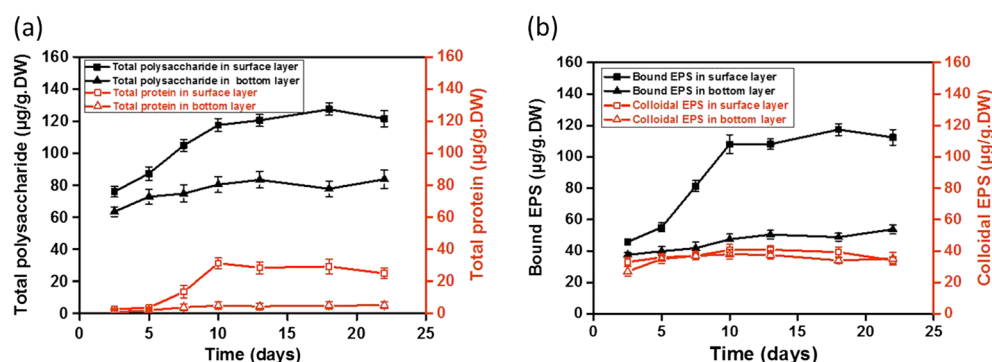 (a)
Total polysaccharide (µg/g.DW)
160
140
120
100
80
60
40
20
0
Total polysaccharide in surface layer
Total polysaccharide in bottom layer
Total protein in surface layer
Total protein in bottom layer
160
140
120
100
80
60
40
20
0
Total protein (µg/g.DW)
0 5 10 15 20 25
Time (days)
(b)
Bound EPS (µg/g.DW)
160
140
120
100
80
60
40
20
0
Bound EPS in surface layer
Bound EPS in bottom layer
Colloidal EPS in surface layer
Colloidal EPS in bottom layer
160
140
120
100
80
60
40
20
0
Colloidal EPS (µg/g.DW)
0 5 10 15 20 25
Time (days)